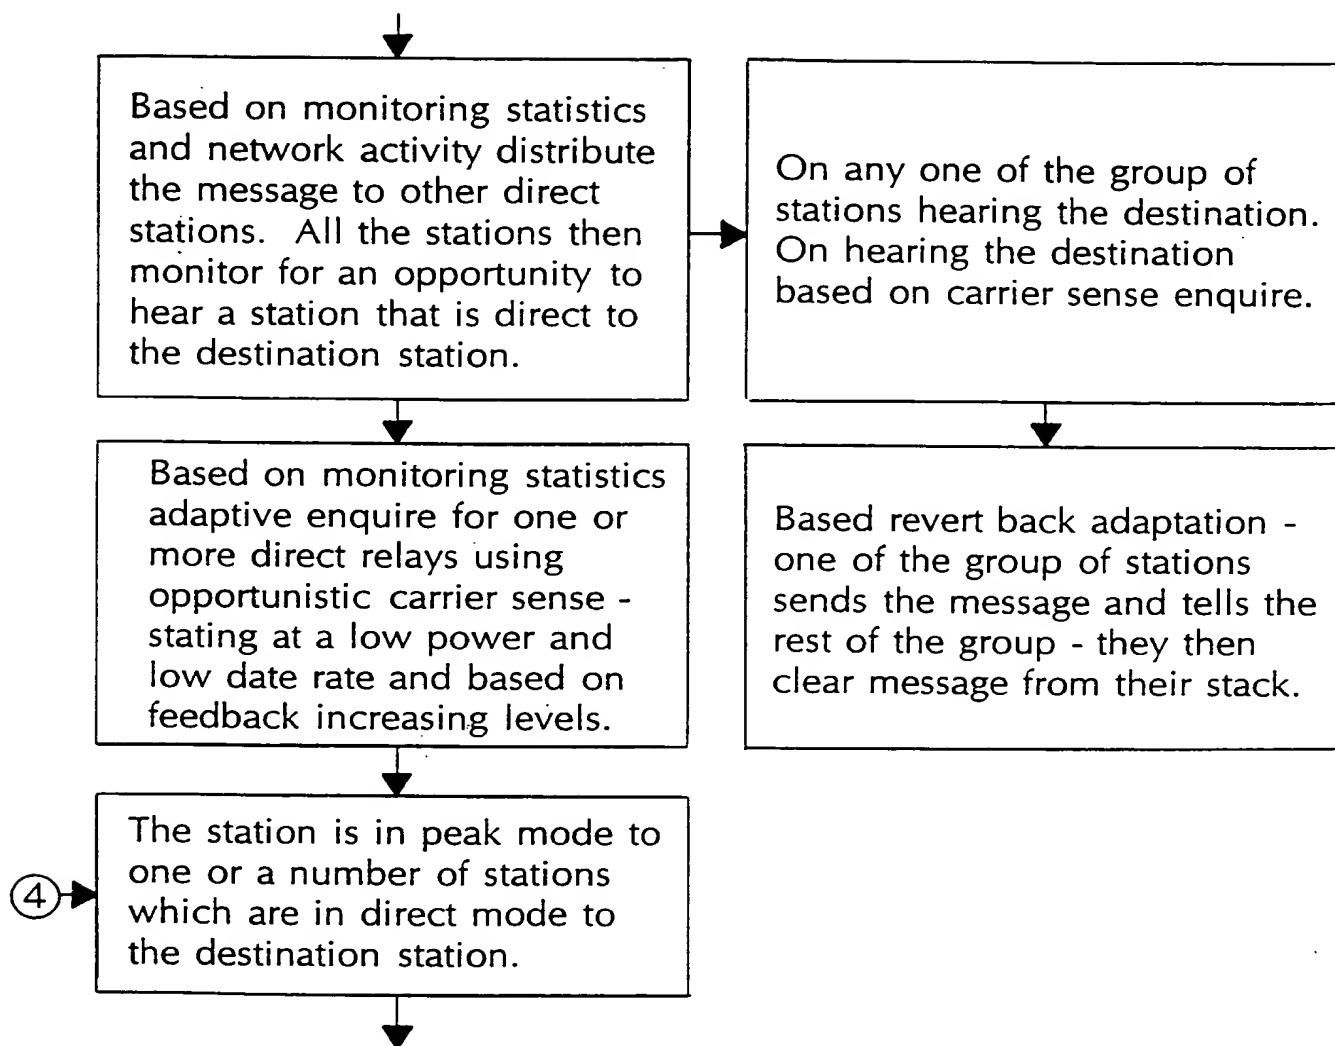 Based on monitoring statistics
and network activity distribute
the message to other direct
stations. All the stations then
monitor for an opportunity to
hear a station that is direct to
the destination station.
On any one of the group of
stations hearing the destination.
On hearing the destination
based on carrier sense enquire.
Based on monitoring statistics
adaptive enquire for one or
more direct relays using
opportunistic carrier sense -
stating at a low power and
low date rate and based on
feedback increasing levels.
Based revert back adaptation -
one of the group of stations
sends the message and tells the
rest of the group - they then
clear message from their stack.
4
The station is in peak mode to
one or a number of stations
which are in direct mode to
the destination station.